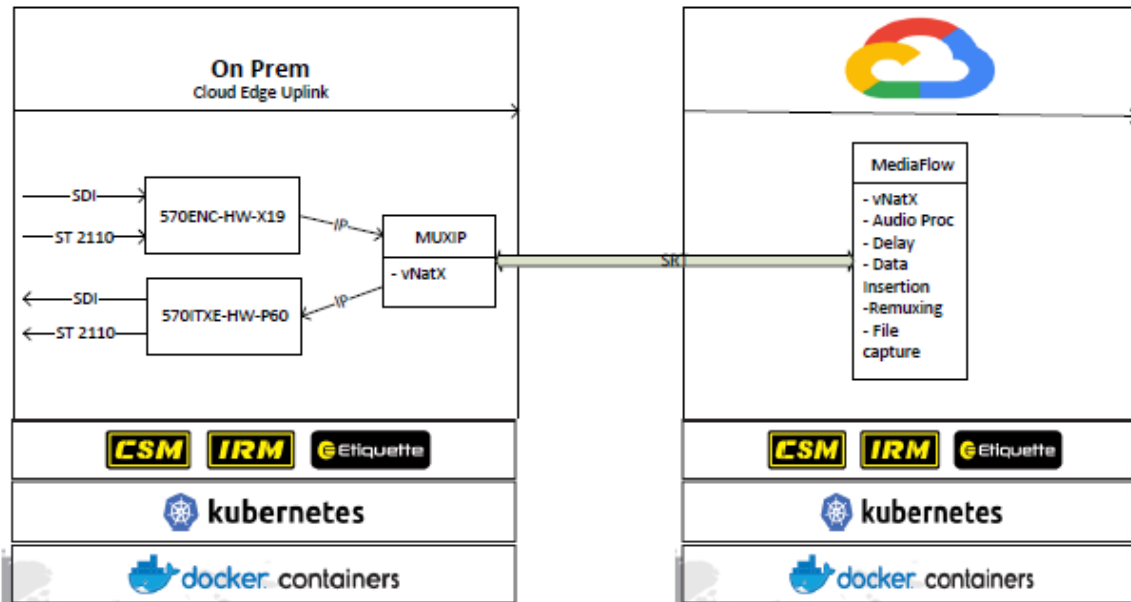 On Prem
Cloud Edge Uplink
SDI
ST 2110
570ENC-HW-X19
IP
MUXIP
- vNatX
SRT
SDI
ST 2110
570ITXE-HW-P60
IP
MediaFlow
- vNatX
- Audio Proc
- Delay
- Data
Insertion
-Remuxing
- File
capture
CSM IRM Etiquette
kubernetes
docker containers
CSM IRM Etiquette
kubernetes
docker containers